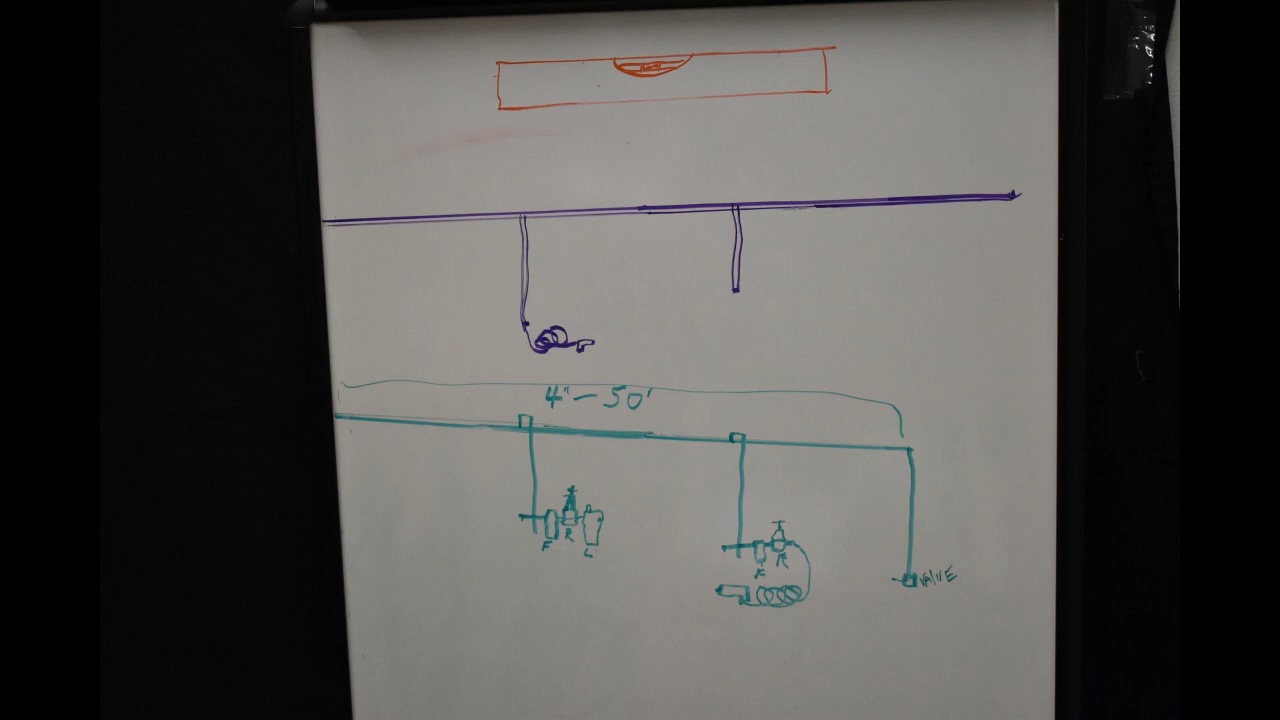 4" — 50'
F R L
F R
VALVE